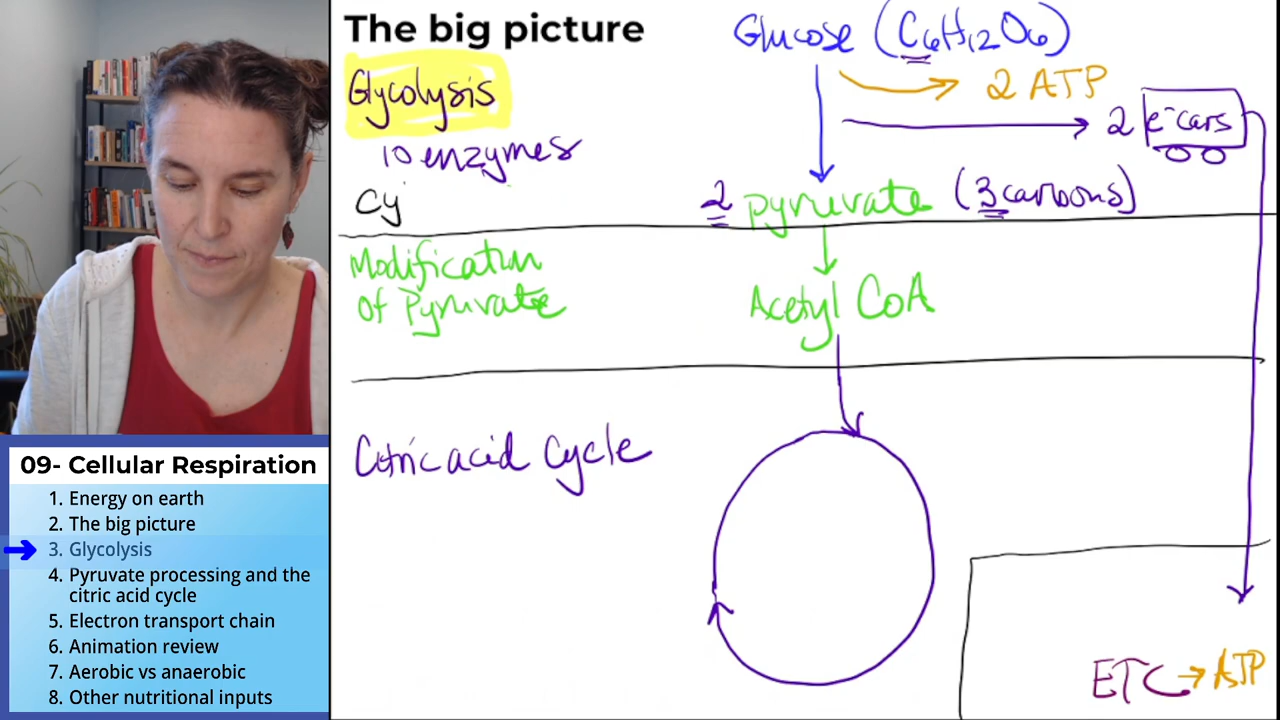 The big picture
Glucose (C6H12O6)
Glycolysis
2 ATP
2 e- cars
10 enzymes
Cy
2 pyruvate (3 carbons)
Modification
Of Pyruvate
Acetyl CoA
Citric acid Cycle
ETC → ATP
09- Cellular Respiration
1. Energy on earth
2. The big picture
3. Glycolysis
4. Pyruvate processing and the
citric acid cycle
5. Electron transport chain
6. Animation review
7. Aerobic vs anaerobic
8. Other nutritional inputs